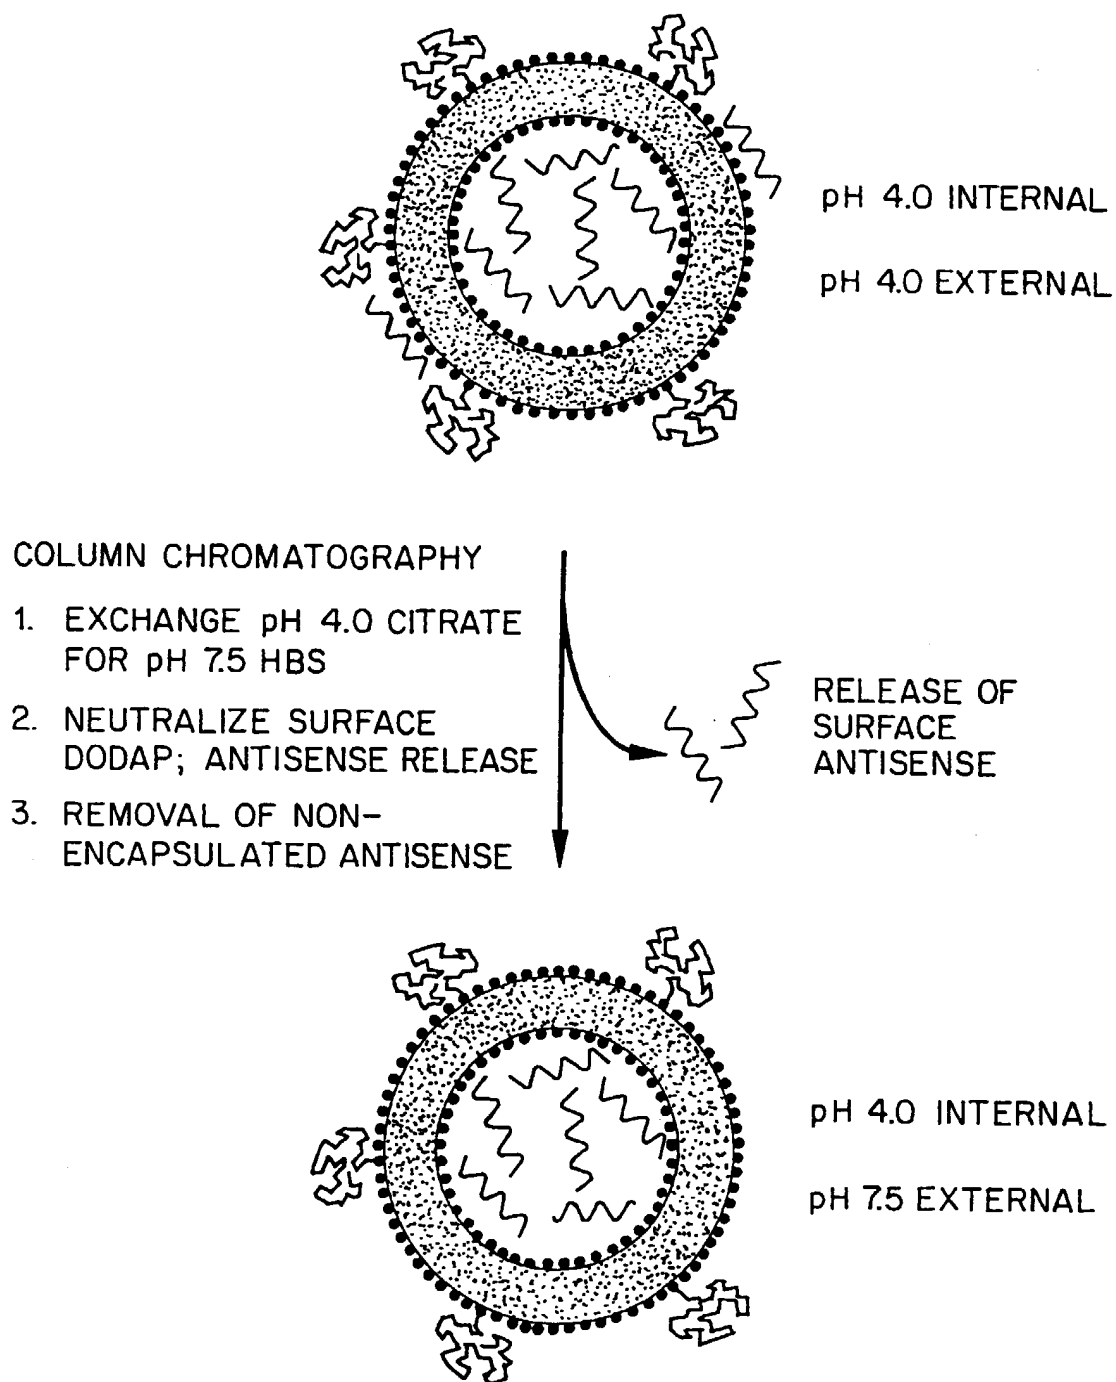 pH 4.0 INTERNAL
pH 4.0 EXTERNAL
COLUMN CHROMATOGRAPHY
1. EXCHANGE pH 4.0 CITRATE
FOR pH 7.5 HBS
2. NEUTRALIZE SURFACE
DODAP; ANTISENSE RELEASE
3. REMOVAL OF NON-
ENCAPSULATED ANTISENSE
RELEASE OF
SURFACE
ANTISENSE
pH 4.0 INTERNAL
pH 7.5 EXTERNAL